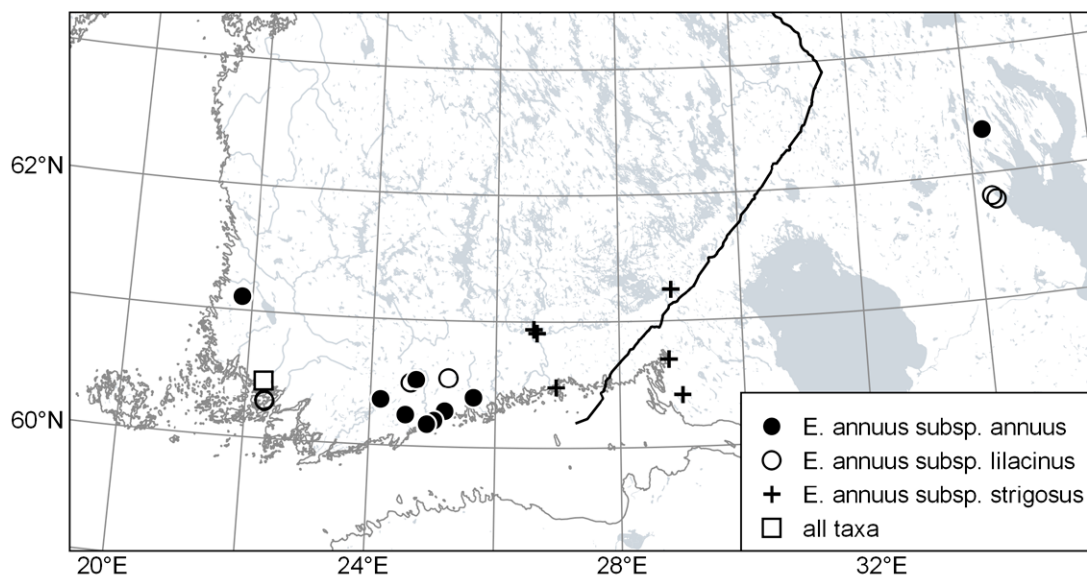 62°N
60°N
E. annuus subsp. annuus
E. annuus subsp. lilacinus
E. annuus subsp. strigosus
all taxa
20°E
24°E
28°E
32°E